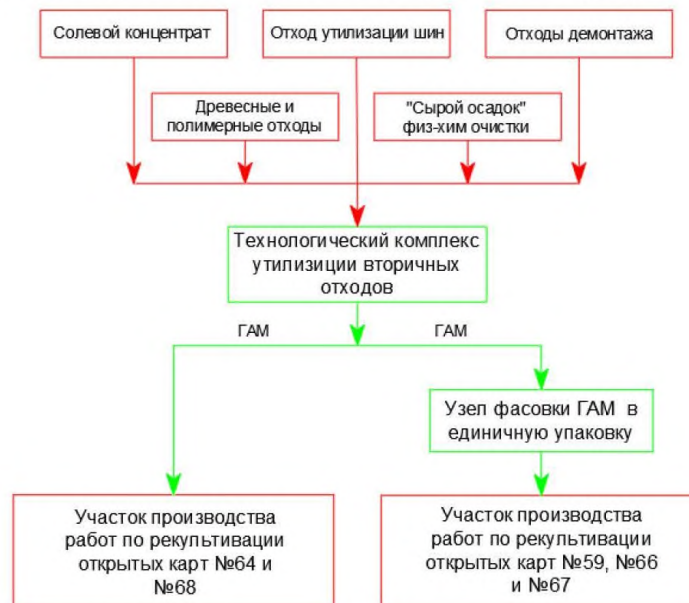 Солевой концентрат
Отход утилизации шин
Отходы демонтажа
Древесные и
полимерные отходы
"Сырой осадок"
физ-хим очистки
Технологический комплекс
утилизиции вторичных
отходов
ГАМ
ГАМ
Узел фасовки ГАМ в
единичную упаковку
Участок производства
работ по рекультивации
открытых карт №64 и
№68
Участок производства
работ по рекультивации
открытых карт №59, №66
и №67